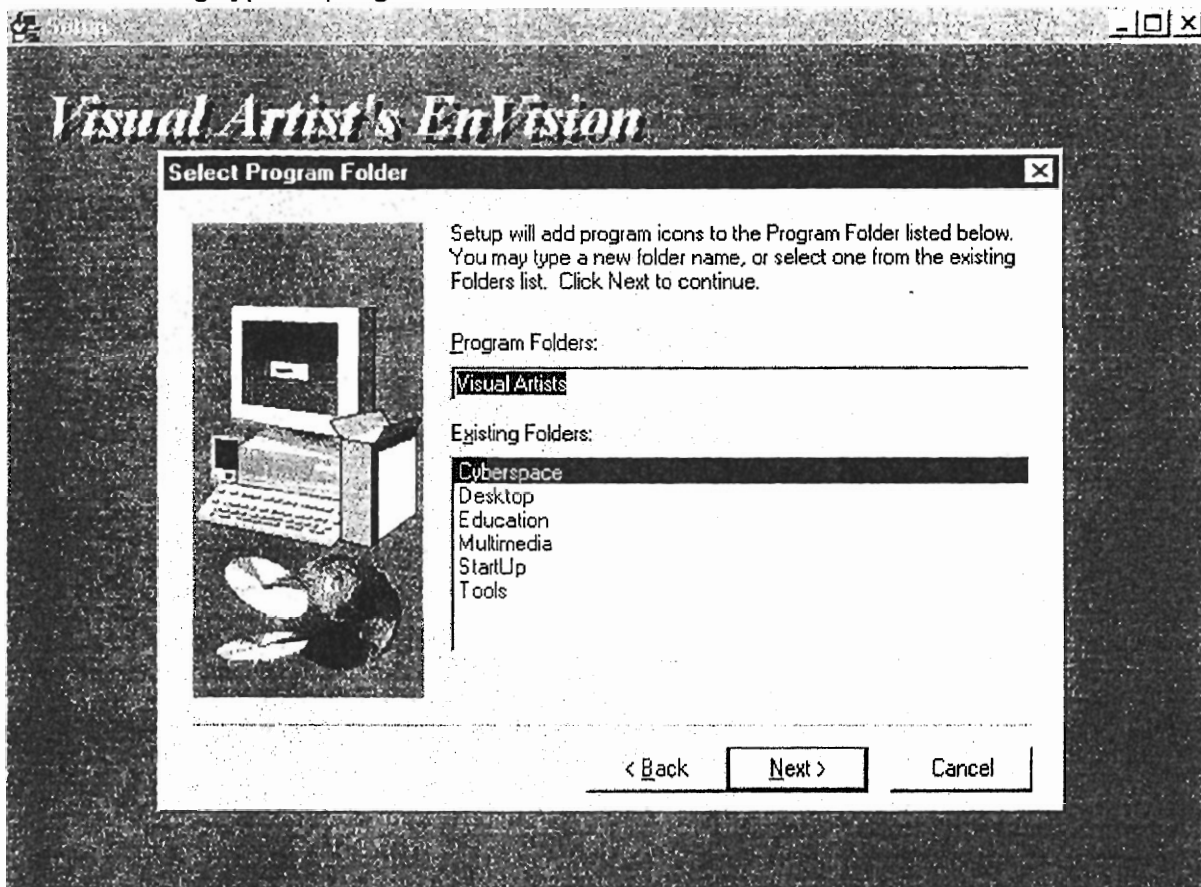 Setup
Visual Artist's EnVision
Select Program Folder
Setup will add program icons to the Program Folder listed below.
You may type a new folder name, or select one from the existing
Folders list.  Click Next to continue.
Program Folders:
Visual Artists
Existing Folders:
Cyberspace
Desktop
Education
Multimedia
StartUp
Tools
< Back
Next >
Cancel